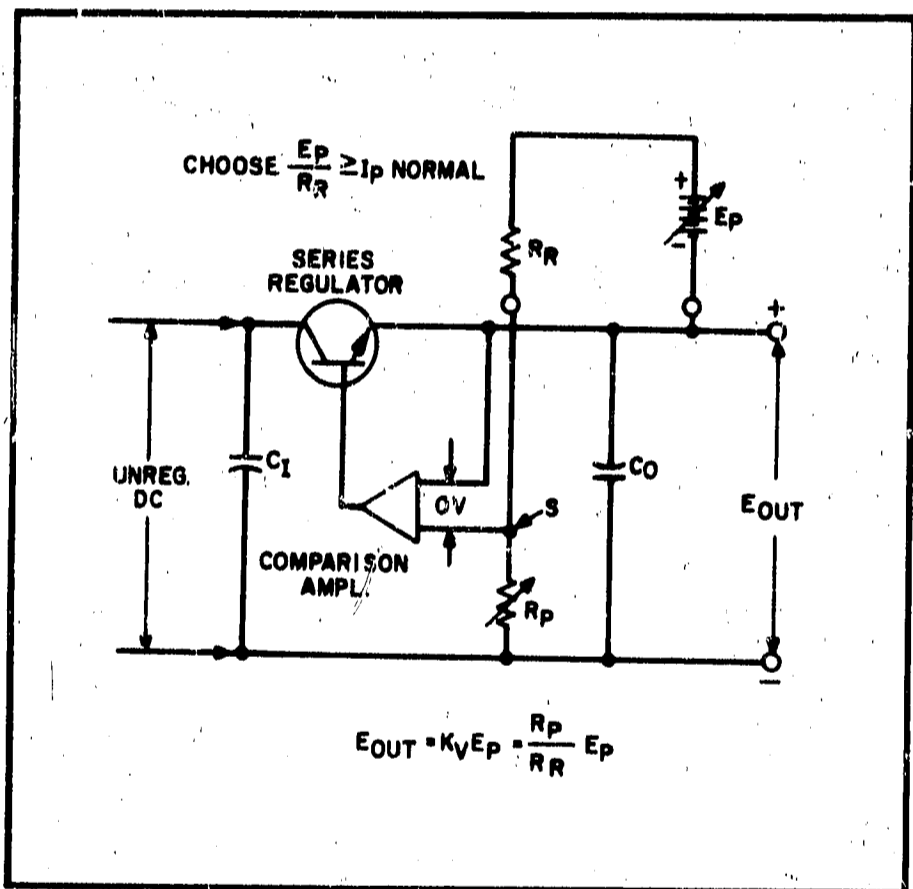 CHOOSE EP/RR ≥ IP NORMAL
+
EP
-
RR
SERIES
REGULATOR
+
UNREG.
DC
CI
0V
S
CO
EOUT
COMPARISON
AMPL.
RP
−
EOUT = KVEP = RP/RR EP